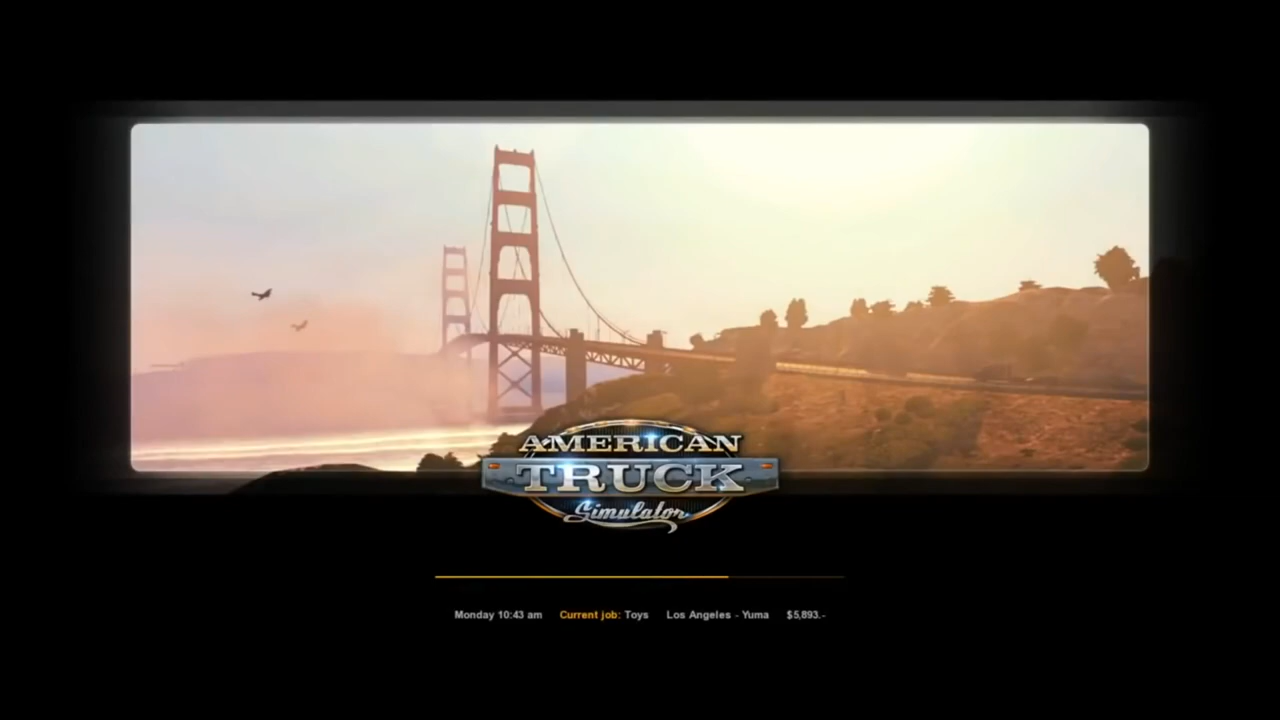 AMERICAN
TRUCK
Simulator
Monday 10:43 am Current job: Toys Los Angeles - Yuma $5,893.-